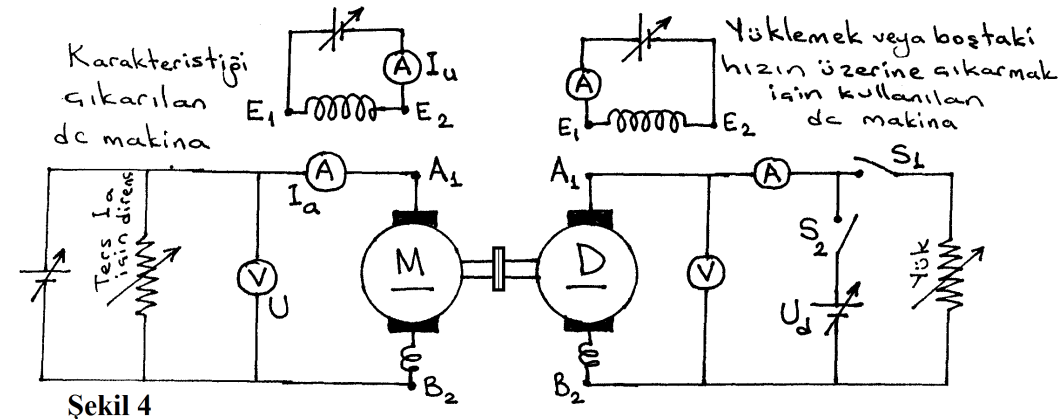 Karakteristiği
çıkarılan
dc makina
A
Iu
E1
E2
A
E1
E2
Yüklemek veya boştaki
hızın üzerine çıkarmak
için kullanılan
dc makina
Ters Ia
için direnç
V
U
A
Ia
A1
M
B2
A1
D
B2
V
A
S1
S2
Ud
Yük
Şekil 4